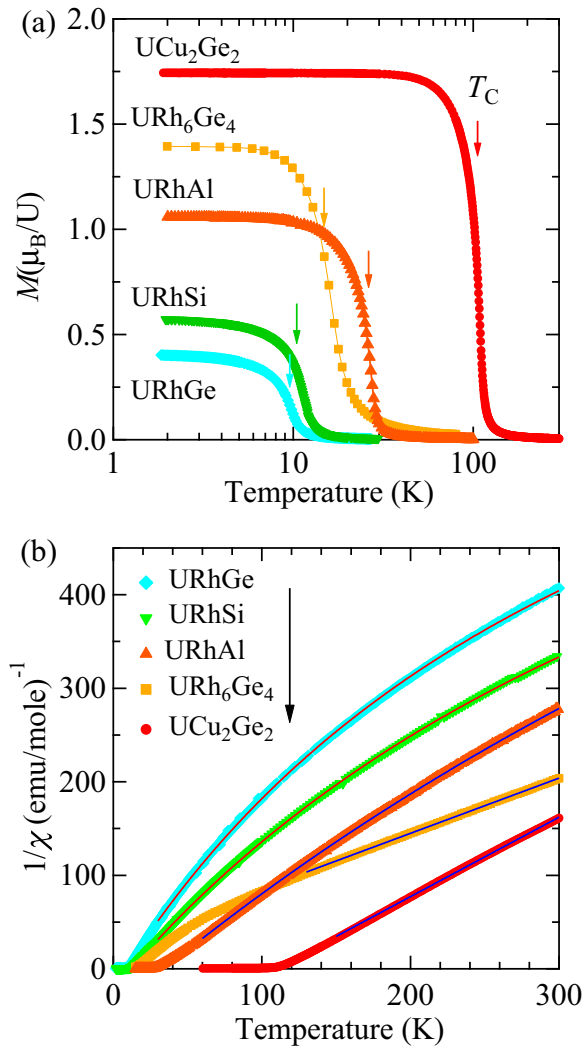 (a)
2.0
1.5
1.0
0.5
0.0
M(μ_B/U)
UCu₂Ge₂
T_C
URh₆Ge₄
URhAl
URhSi
URhGe
1 10 100
Temperature (K)
(b)
400
300
200
100
0
1/χ (emu/mole)⁻¹
URhGe
URhSi
URhAl
URh₆Ge₄
UCu₂Ge₂
0 100 200 300
Temperature (K)